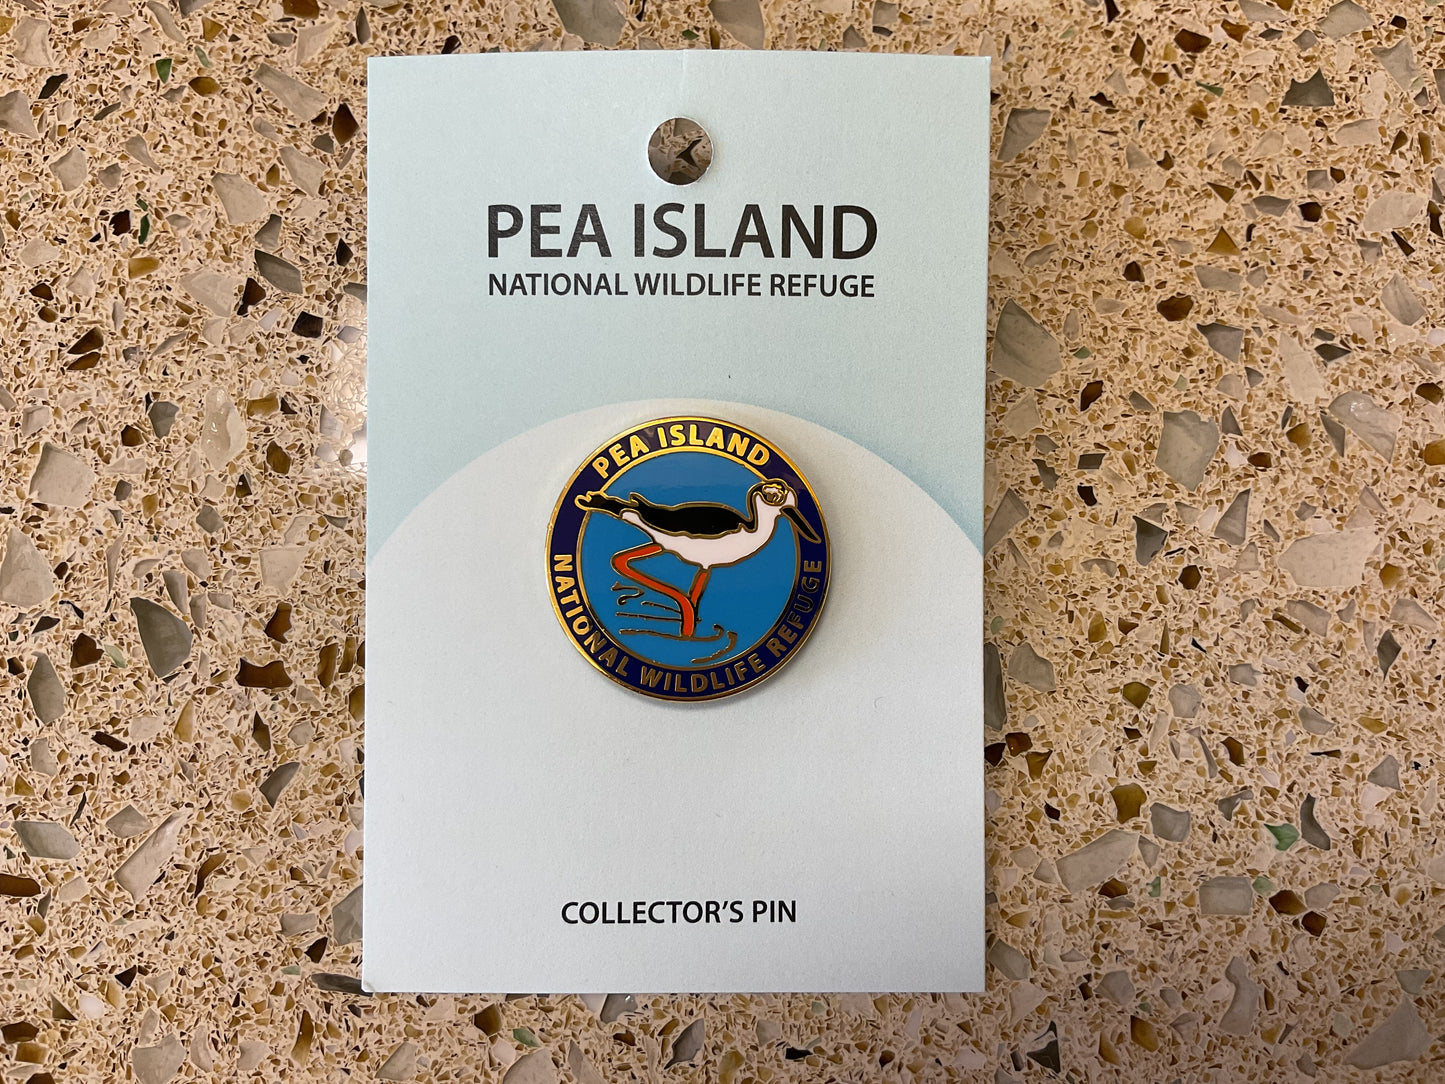 PEA ISLAND
NATIONAL WILDLIFE REFUGE
PEA ISLAND
NATIONAL WILDLIFE REFUGE
COLLECTOR'S PIN